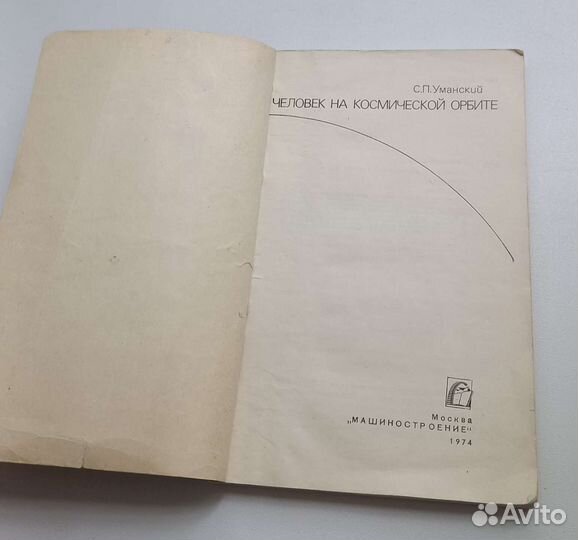 С.П.Уманский
ЧЕЛОВЕК НА КОСМИЧЕСКОЙ ОРБИТЕ
Москва
„МАШИНОСТРОЕНИЕ“
1974
Avito